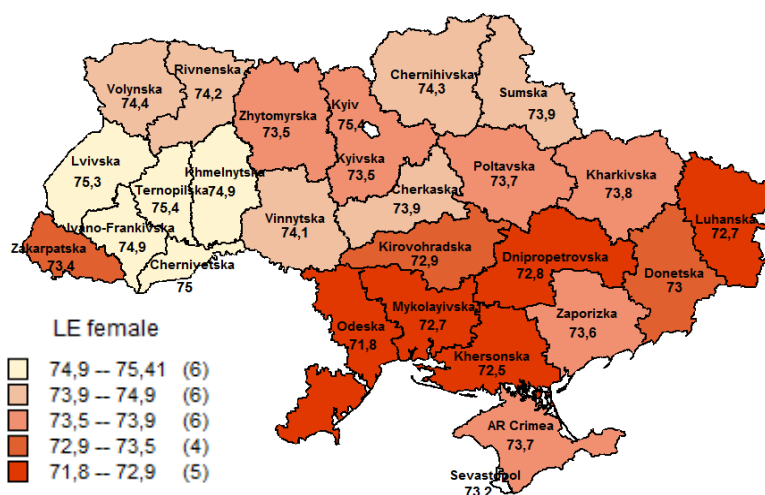 Volynska
74,4
Rivnenska
74,2
Zhytomyrska
73,5
Kyiv
75,4
Kyivska
73,5
Chernihivska
74,3
Sumska
73,9
Lvivska
75,3
Ternopilska
75,4
Khmelnytska
74,9
Ivano-Frankivska
74,9
Zakarpatska
73,4
Chernivetska
75
Vinnytska
74,1
Cherkaska
73,9
Poltavska
73,7
Kharkivska
73,8
Luhanska
72,7
Kirovohradska
72,9
Dnipropetrovska
72,8
Donetska
73
Zaporizka
73,6
Odeska
71,8
Mykolayivska
72,7
Khersonska
72,5
AR Crimea
73,7
Sevastopol
73,2
LE female
74,9 -- 75,41 (6)
73,9 -- 74,9 (6)
73,5 -- 73,9 (6)
72,9 -- 73,5 (4)
71,8 -- 72,9 (5)